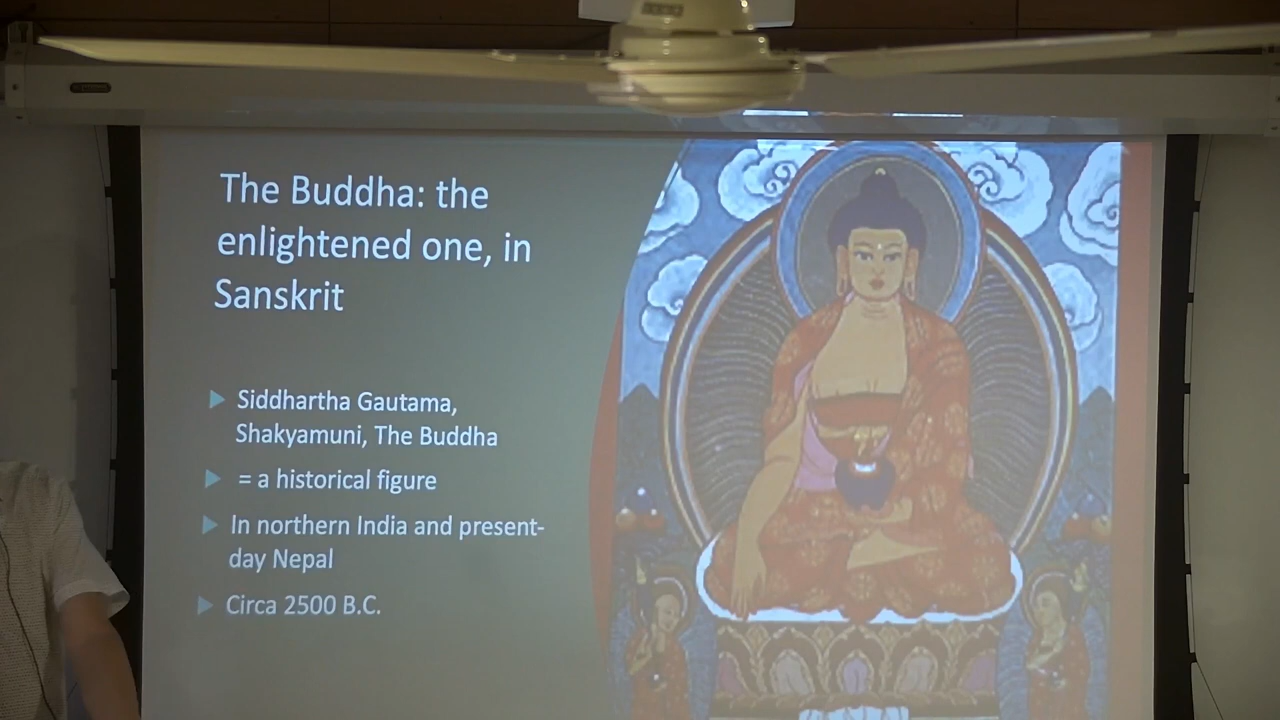 The Buddha: the
enlightened one, in
Sanskrit
Siddhartha Gautama,
Shakyamuni, The Buddha
= a historical figure
In northern India and present-
day Nepal
Circa 2500 B.C.